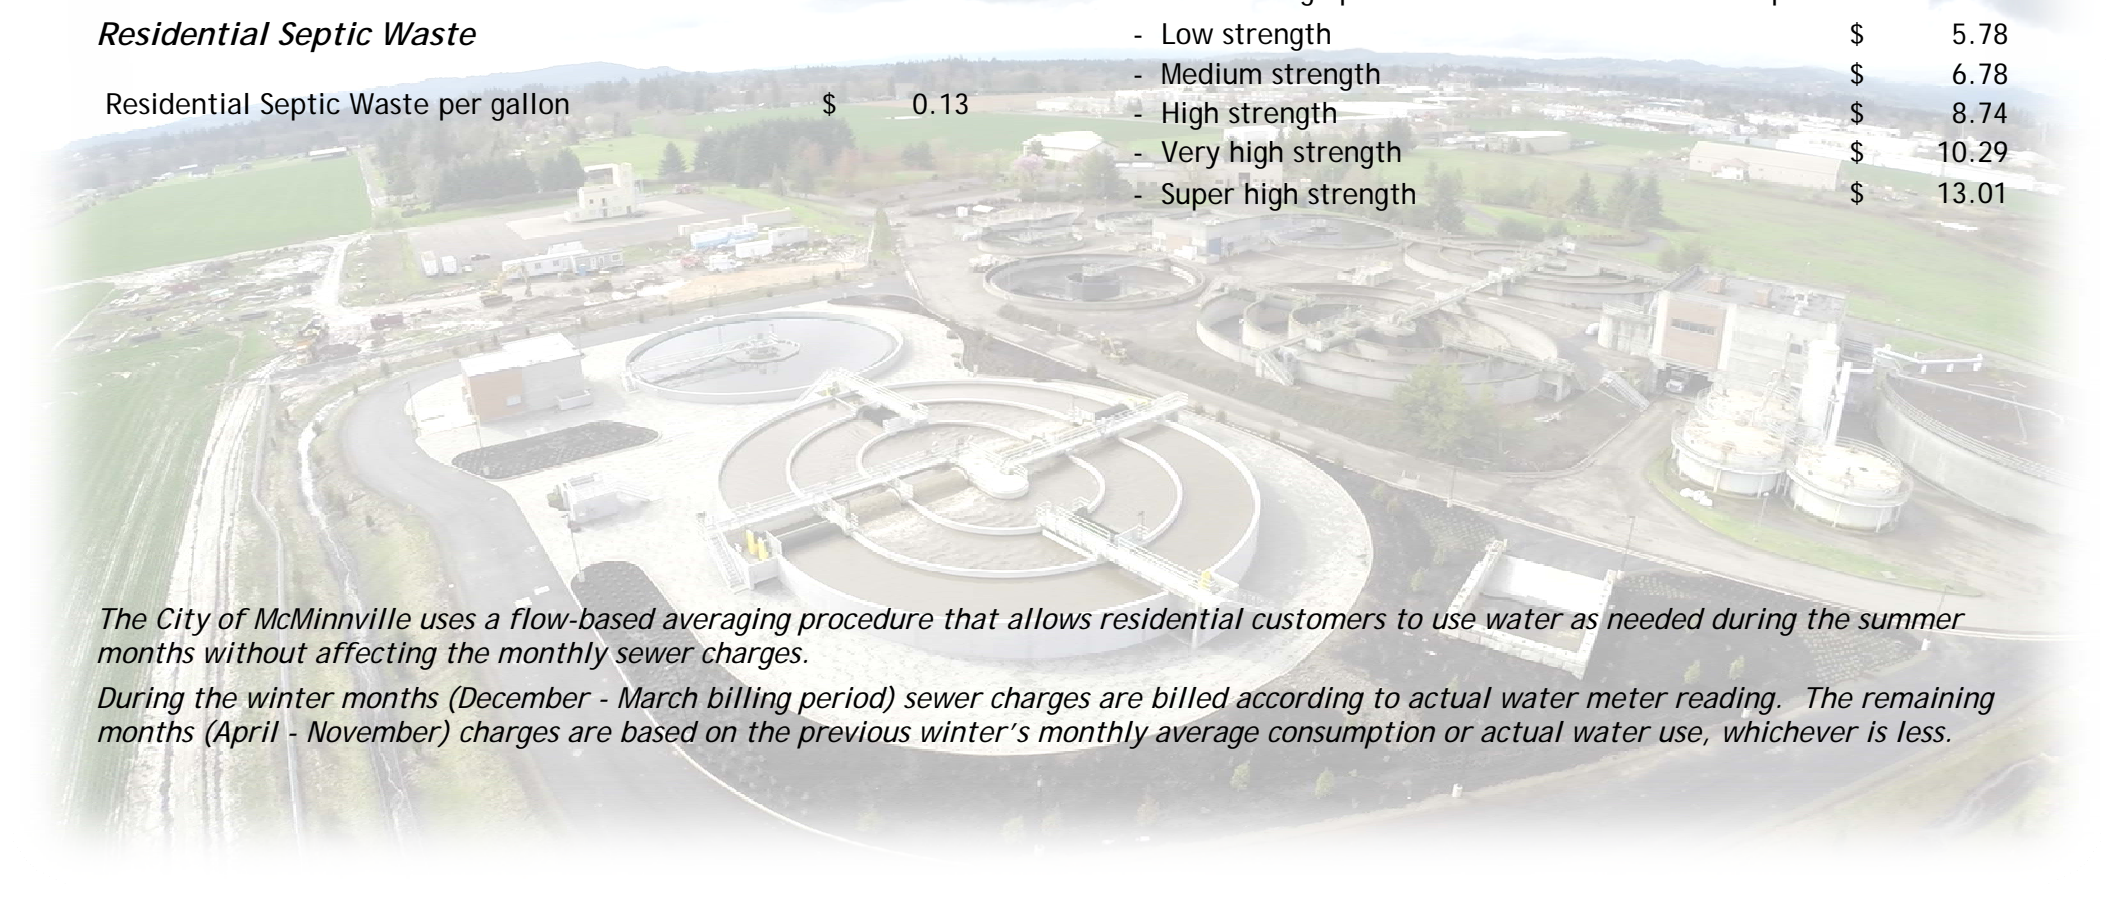 Residential Septic Waste
Residential Septic Waste per gallon $ 0.13
- Low strength $ 5.78
- Medium strength $ 6.78
- High strength $ 8.74
- Very high strength $ 10.29
- Super high strength $ 13.01
The City of McMinnville uses a flow-based averaging procedure that allows residential customers to use water as needed during the summer
months without affecting the monthly sewer charges.
During the winter months (December - March billing period) sewer charges are billed according to actual water meter reading.  The remaining
months (April - November) charges are based on the previous winter’s monthly average consumption or actual water use, whichever is less.